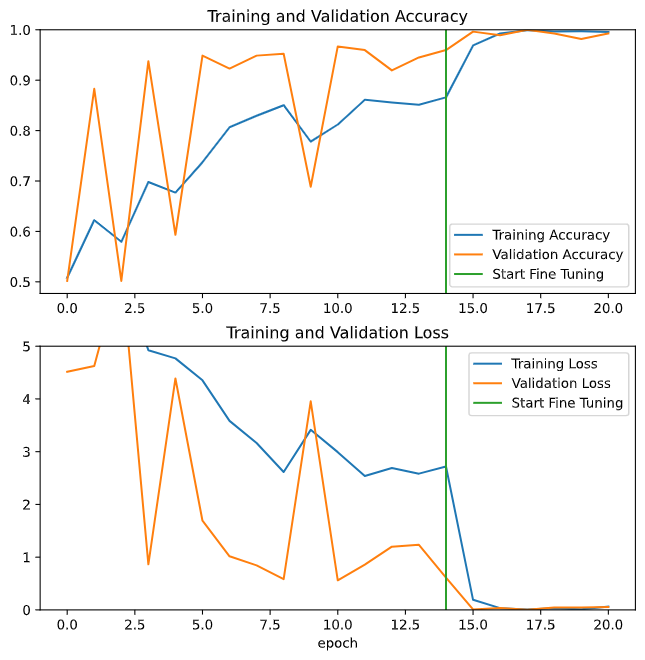 Training and Validation Accuracy
1.0
0.9
0.8
0.7
0.6
0.5
Training Accuracy
Validation Accuracy
Start Fine Tuning
0.0 2.5 5.0 7.5 10.0 12.5 15.0 17.5 20.0
Training and Validation Loss
5
4
3
2
1
0
Training Loss
Validation Loss
Start Fine Tuning
0.0 2.5 5.0 7.5 10.0 12.5 15.0 17.5 20.0
epoch